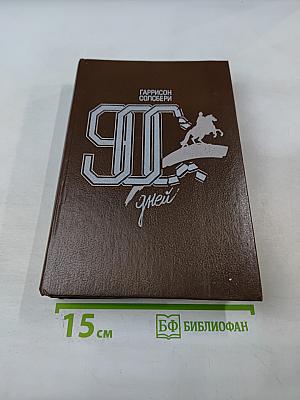 ГАРРИСОН
СОЛСБЕРИ
900
дней
15 см
БФ БИБЛИОФАН